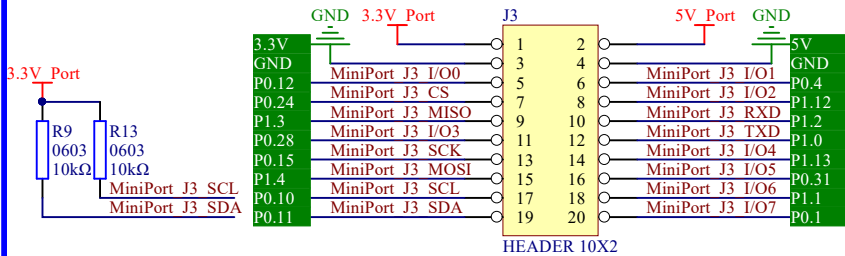 GND 3.3V_Port J3 5V_Port GND
3.3V 1 2 5V
GND 3 4 GND
3.3V_Port
P0.12 MiniPort_J3_I/O0 5 6 MiniPort_J3_I/O1 P0.4
P0.24 MiniPort_J3_CS 7 8 MiniPort_J3_I/O2 P1.12
P1.3 MiniPort_J3_MISO 9 10 MiniPort_J3_RXD P1.2
P0.28 MiniPort_J3_I/O3 11 12 MiniPort_J3_TXD P1.0
P0.15 MiniPort_J3_SCK 13 14 MiniPort_J3_I/O4 P1.13
P1.4 MiniPort_J3_MOSI 15 16 MiniPort_J3_I/O5 P0.31
P0.10 MiniPort_J3_SCL 17 18 MiniPort_J3_I/O6 P1.1
P0.11 MiniPort_J3_SDA 19 20 MiniPort_J3_I/O7 P0.1
R9 R13
0603 0603
10kΩ 10kΩ
MiniPort_J3_SCL
MiniPort_J3_SDA
HEADER 10X2